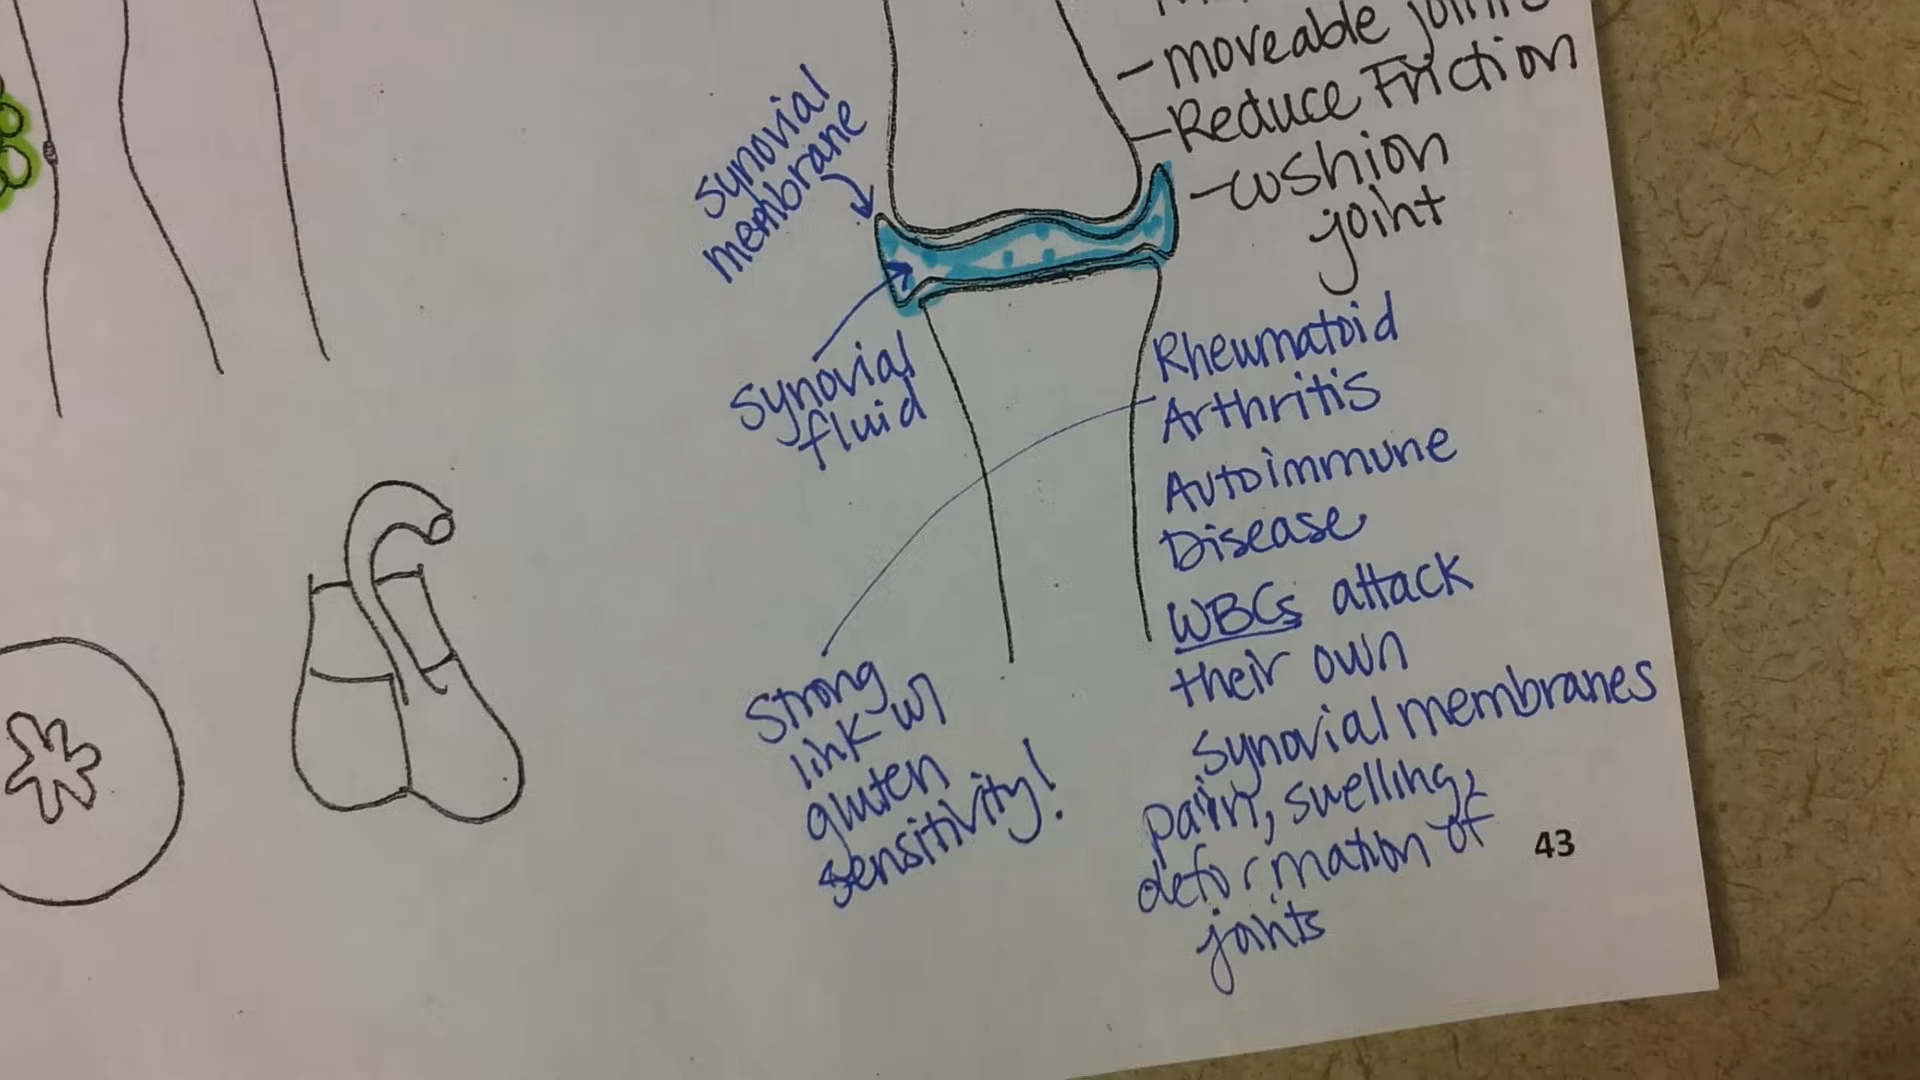 - moveable joints
- Reduce Friction
- cushion
joint
synovial
membrane
synovial
fluid
Rheumatoid
Arthritis
Autoimmune
Disease
WBCs attack
their own
synovial membranes
pain, swelling,
deformation of
joints
Strong
link w/
gluten
sensitivity!
43